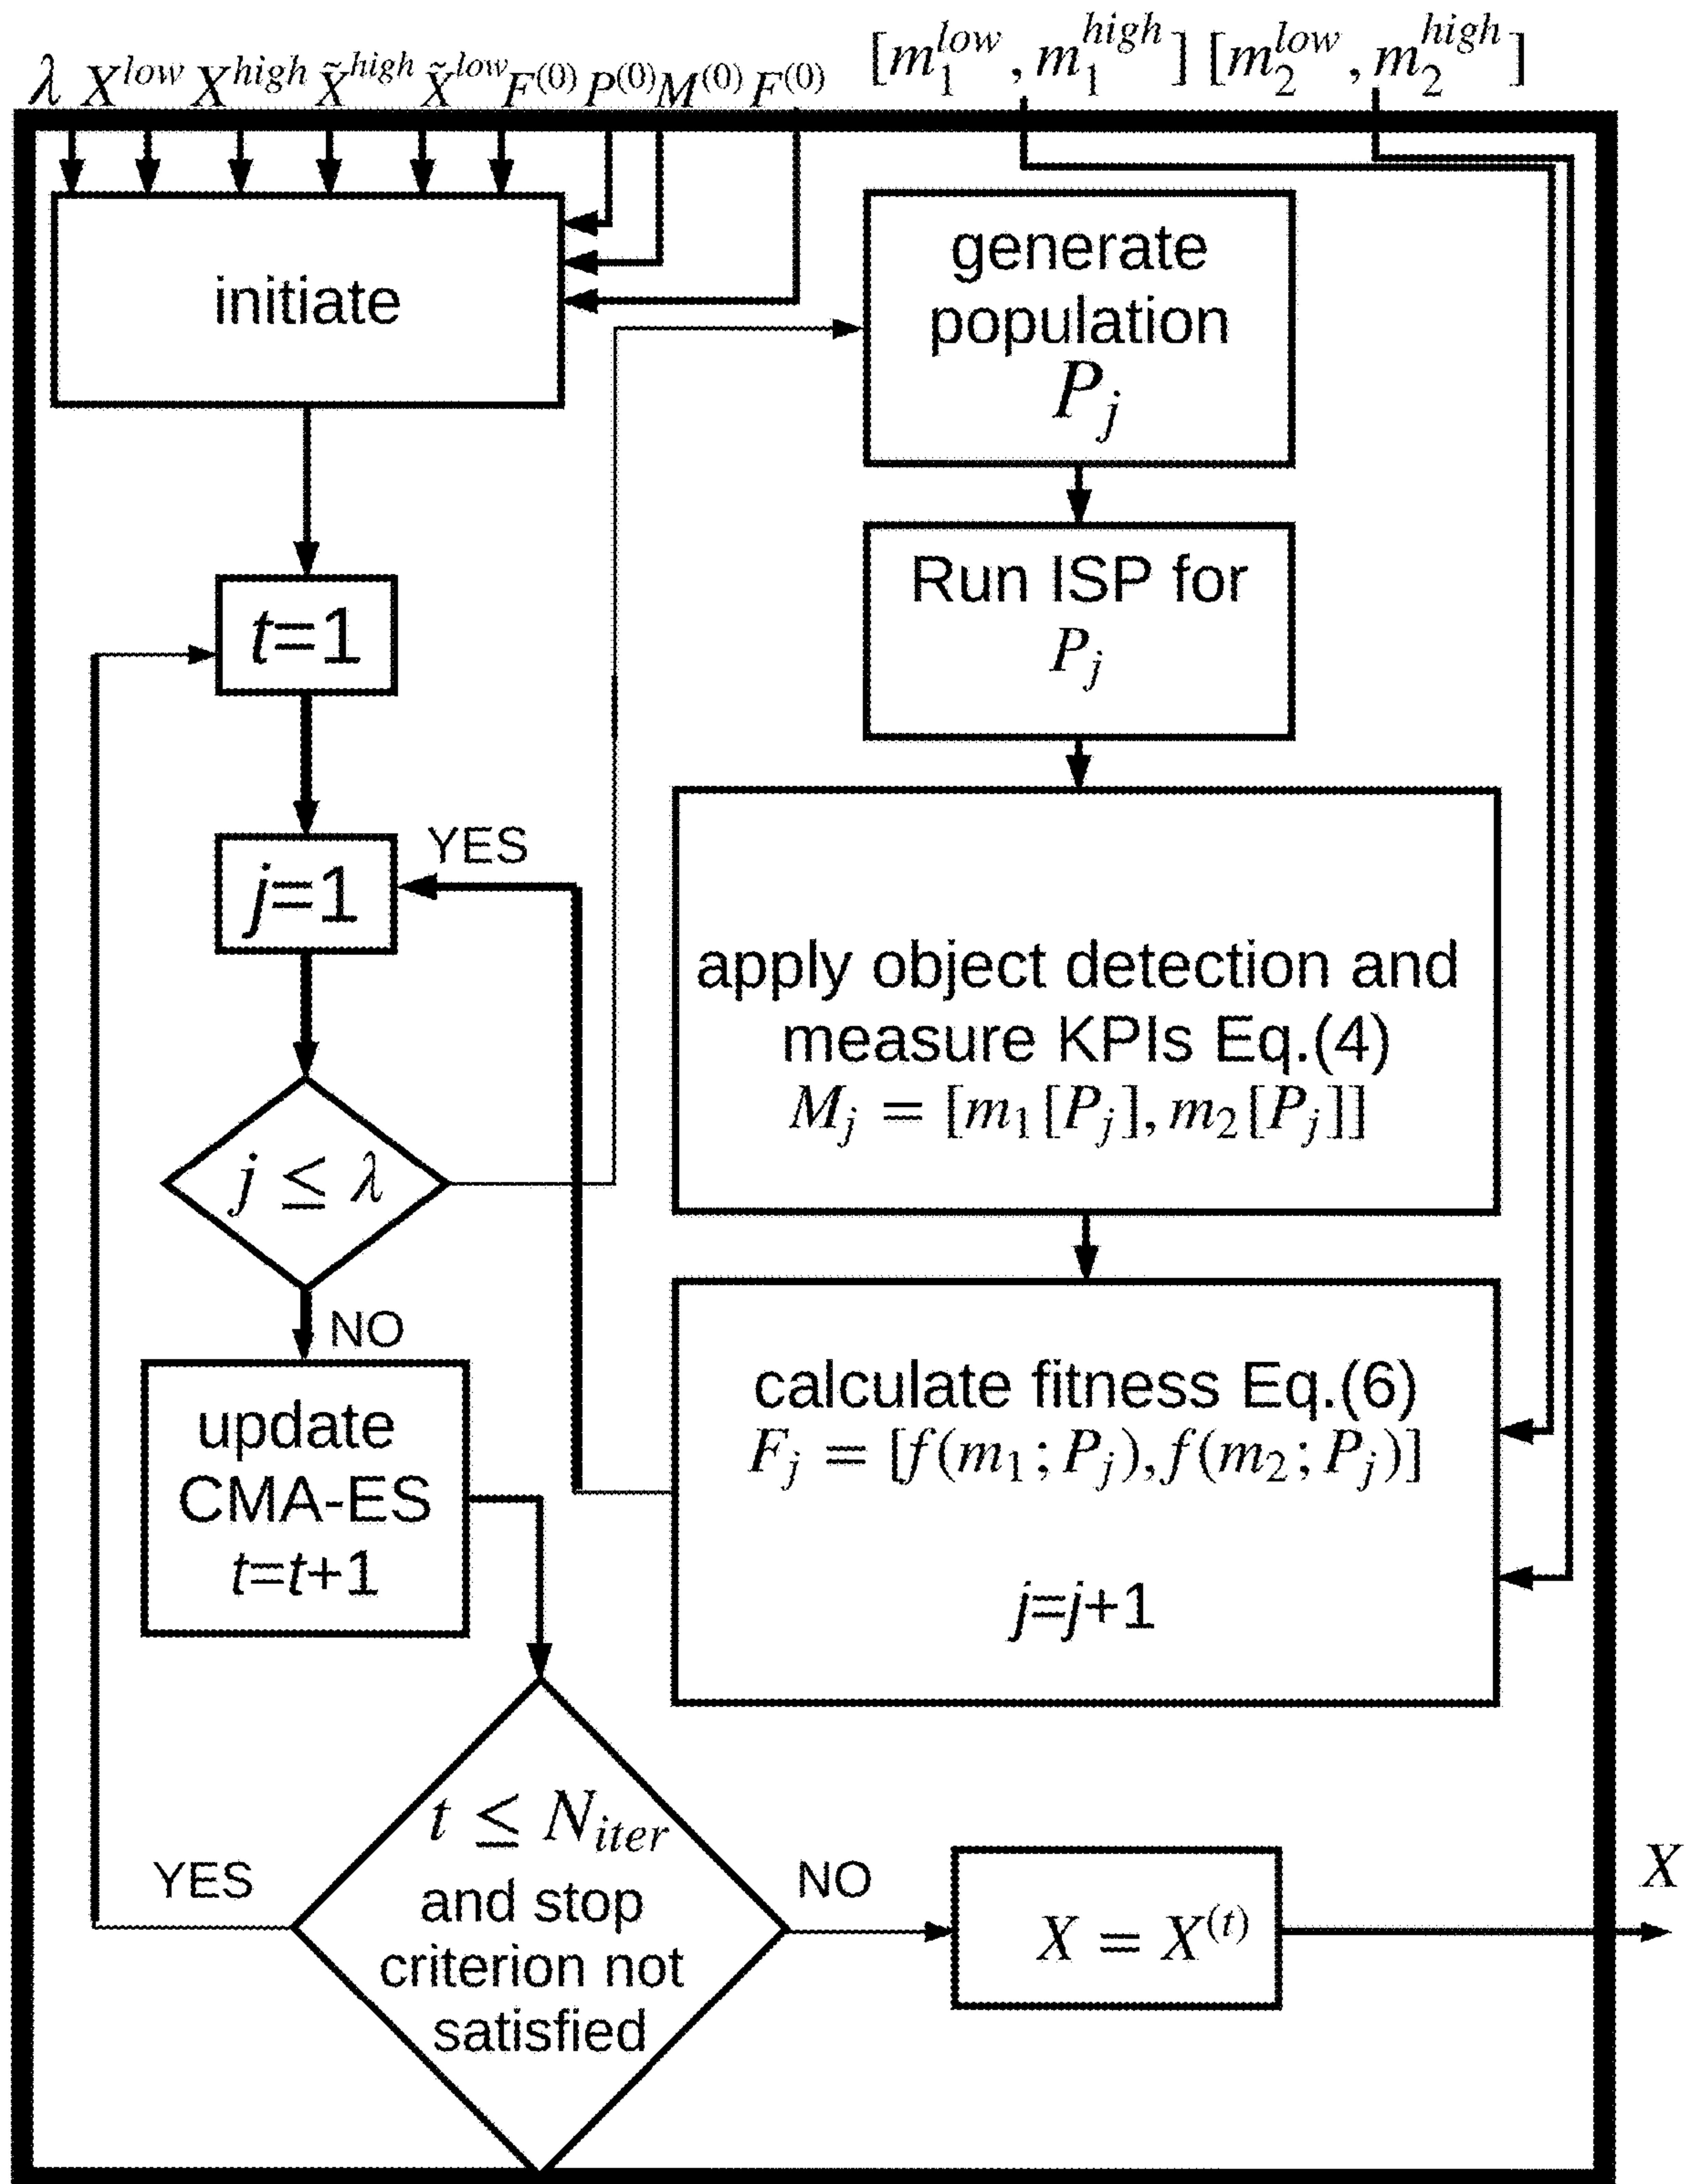 λ X^{low} X^{high} X̃^{high} X̃^{low} F^{(0)} P^{(0)} M^{(0)} F^{(0)} [m_1^{low}, m_1^{high}] [m_2^{low}, m_2^{high}]
initiate
t=1
j=1
YES
j ≤ λ
NO
update
CMA-ES
t=t+1
generate
population
P_j
Run ISP for
P_j
apply object detection and
measure KPIs Eq.(4)
M_j = [m_1[P_j], m_2[P_j]]
calculate fitness Eq.(6)
F_j = [f(m_1; P_j), f(m_2; P_j)]
j=j+1
t ≤ N_{iter}
and stop
criterion not
satisfied
YES
NO
X = X^{(t)}
X